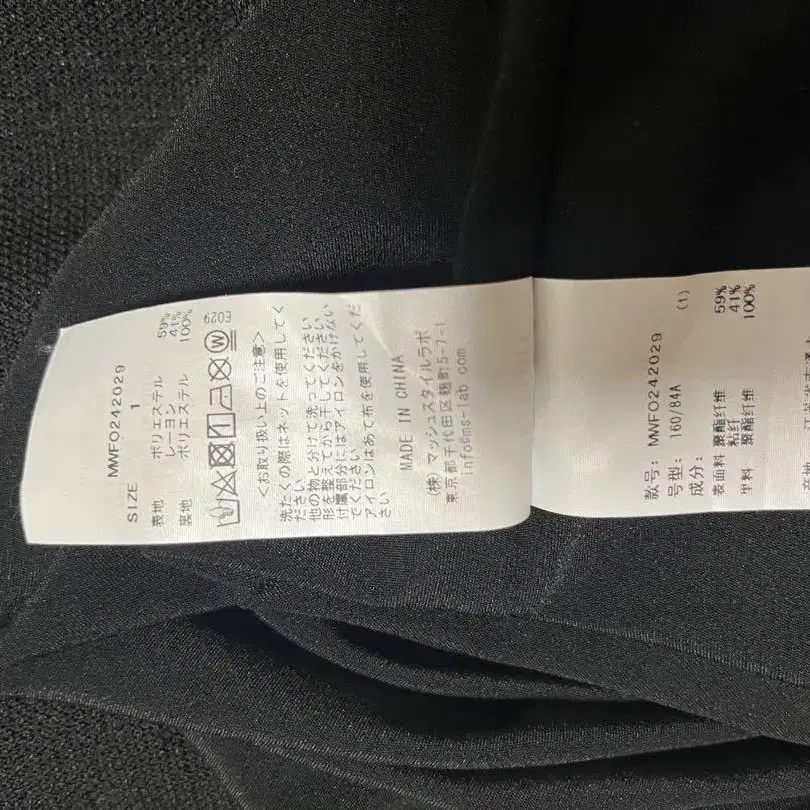 MWFO242029
SIZE 1
表地 ポリエステル 59%
レーヨン 41%
裏地 ポリエステル 100%
E029
<お取り扱い上のご注意>
洗たくの際はネットを使用してく
ださい
他の物と分けて洗ってください
形を整えてから干してください
付属部分にはアイロンをかけない
でください
アイロンはあて布を使用してくだ
さい
MADE IN CHINA
(株)マッシュスタイルラボ
東京都千代田区麹町5-7-1
info@ms-lab.com
款号: MWFO242029
号型: 160/84A (1)
成分:
表面料 聚酯纤维 59%
粘纤 41%
里料 聚酯纤维 100%
产地